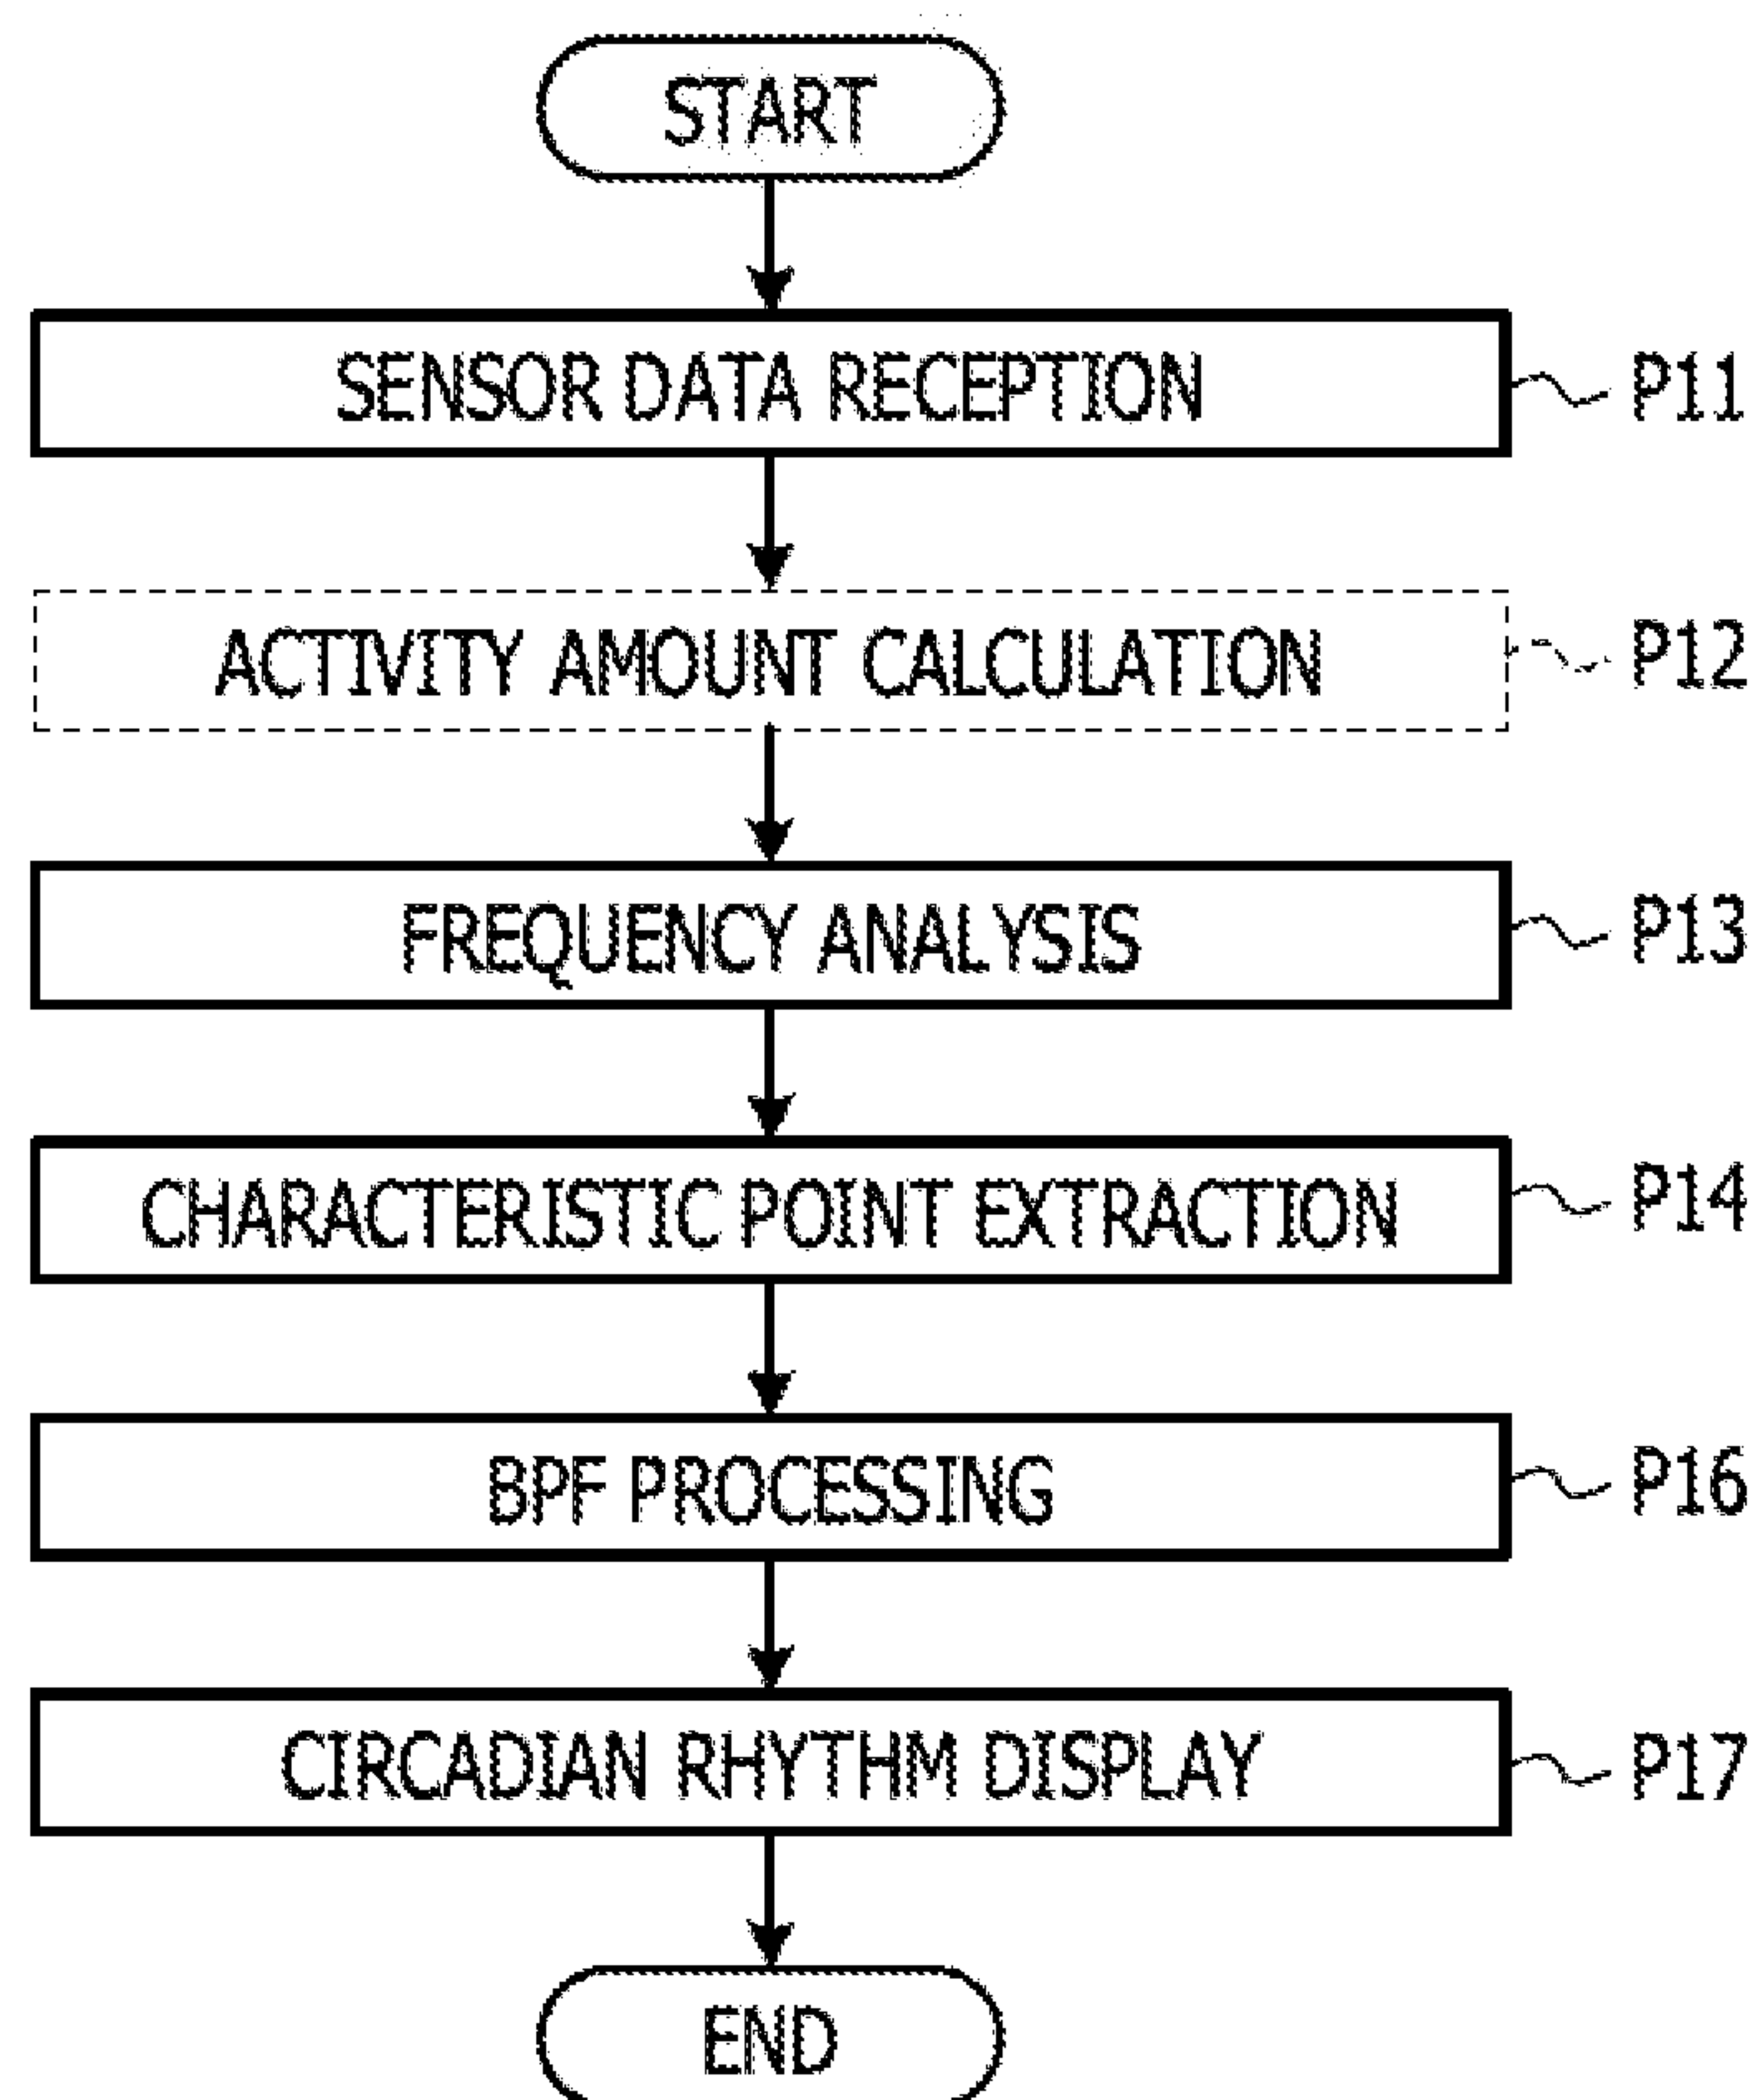 START
SENSOR DATA RECEPTION P11
ACTIVITY AMOUNT CALCULATION P12
FREQUENCY ANALYSIS P13
CHARACTERISTIC POINT EXTRACTION P14
BPF PROCESSING P16
CIRCADIAN RHYTHM DISPLAY P17
END